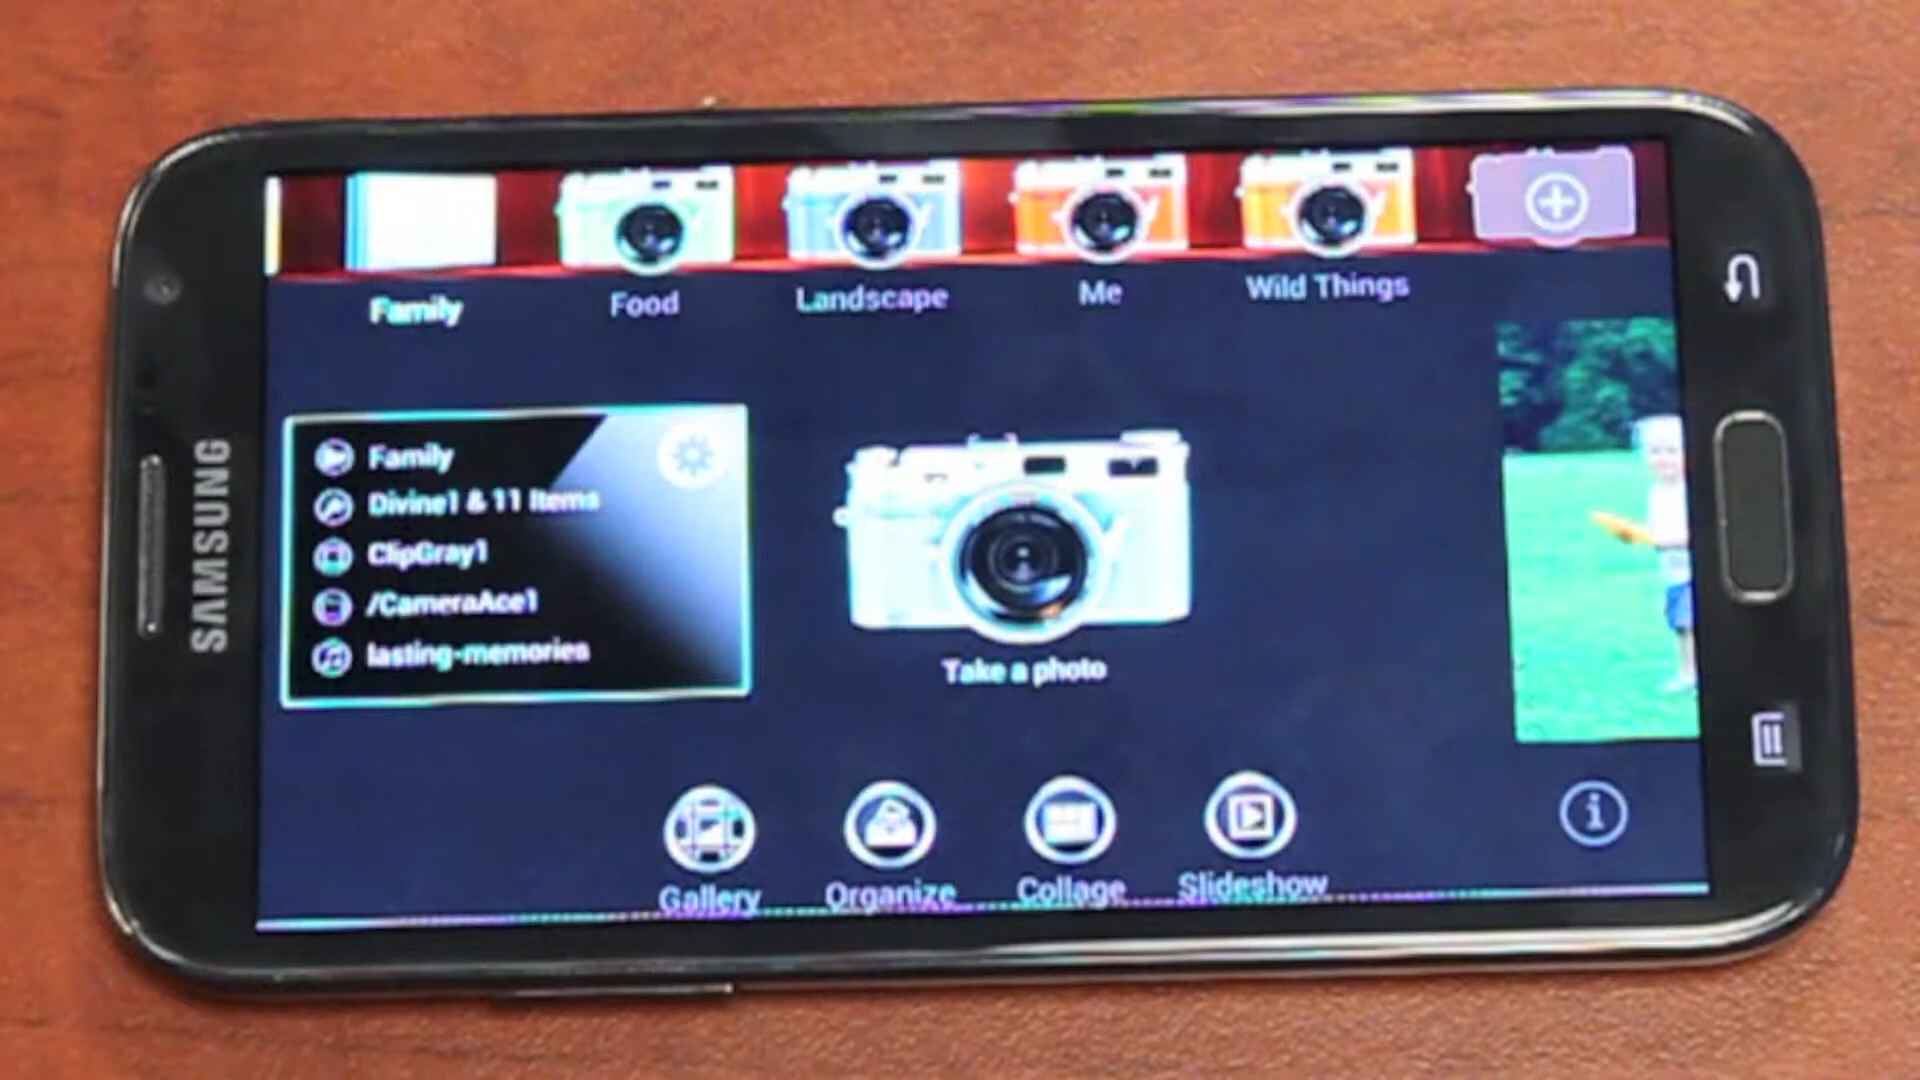 SAMSUNG
Family
Food
Landscape
Me
Wild Things
Family
Divine1 & 11 Items
ClipGray1
/CameraAce1
lasting-memories
Take a photo
Gallery
Organize
Collage
Slideshow